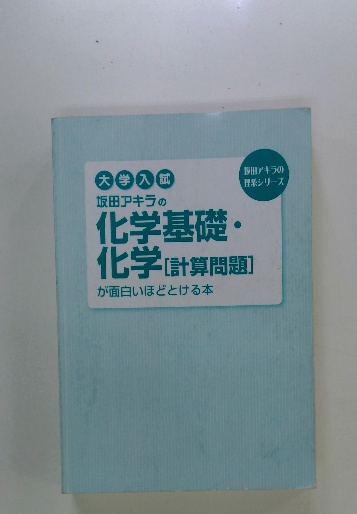 大学入試
坂田アキラの
理系シリーズ
坂田アキラの
化学基礎・
化学[計算問題]
が面白いほどとける本